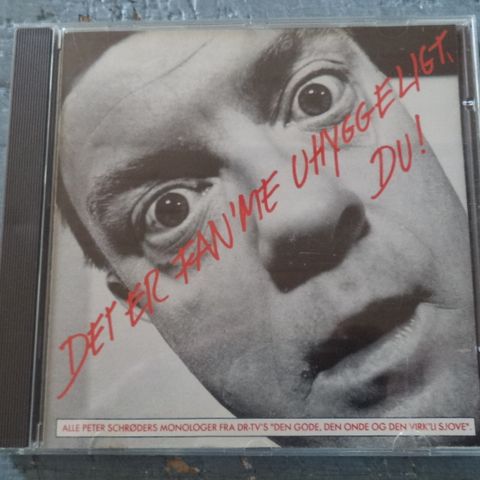 DET ER FAN'ME UHYGGELIGT,
DU!
ALLE PETER SCHRØDERS MONOLOGER FRA DR-TV'S "DEN GODE, DEN ONDE OG DEN VIRK'LI SJOVE".